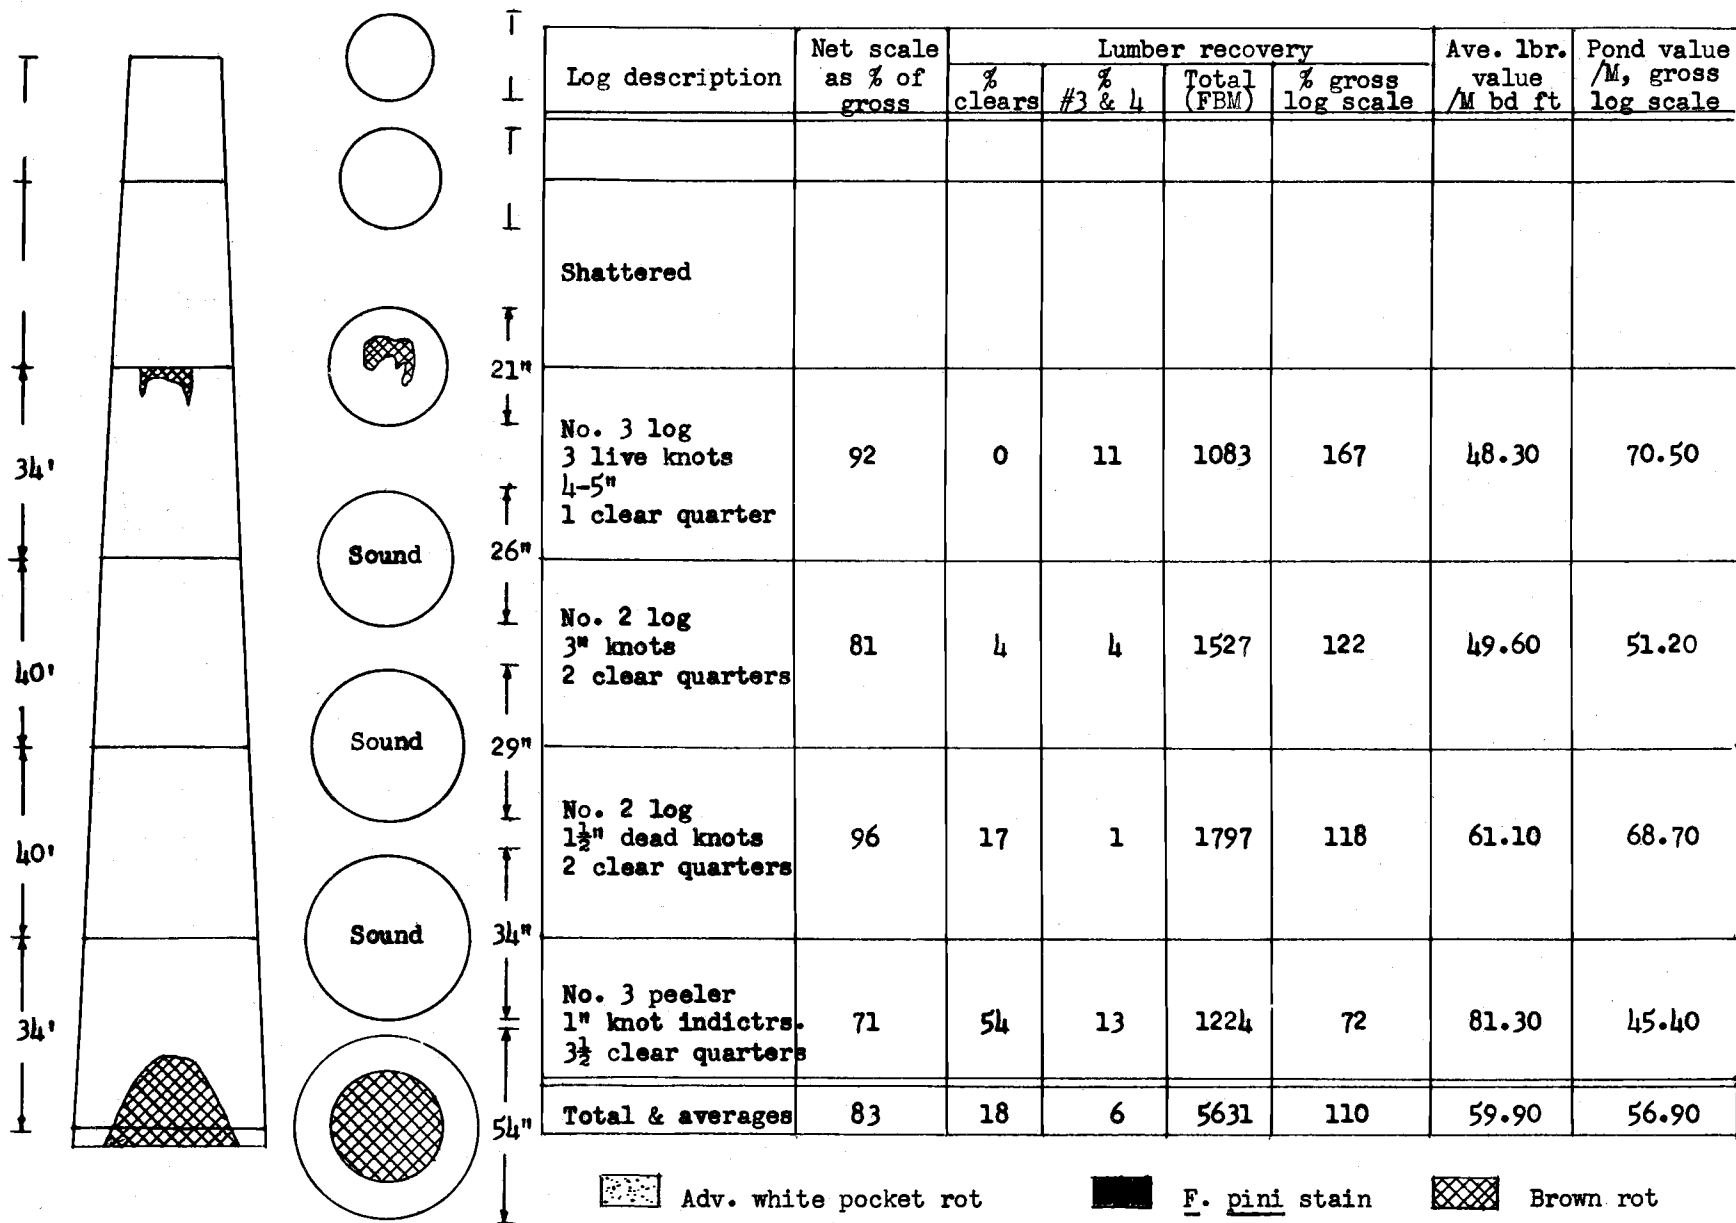 Log description
Net scale
as % of
gross
Lumber recovery
%
clears
%
#3 & 4
Total
(FBM)
% gross
log scale
Ave. lbr.
value
/M bd ft
Pond value
/M, gross
log scale
Shattered
21"
34'
No. 3 log
3 live knots
4-5"
1 clear quarter
92 0 11 1083 167 48.30 70.50
Sound
26"
40'
No. 2 log
3" knots
2 clear quarters
81 4 4 1527 122 49.60 51.20
Sound
29"
40'
No. 2 log
1½" dead knots
2 clear quarters
96 17 1 1797 118 61.10 68.70
Sound
34"
34'
No. 3 peeler
1" knot indictrs.
3½ clear quarters
71 54 13 1224 72 81.30 45.40
54"
Total & averages 83 18 6 5631 110 59.90 56.90
Adv. white pocket rot
F. pini stain
Brown rot